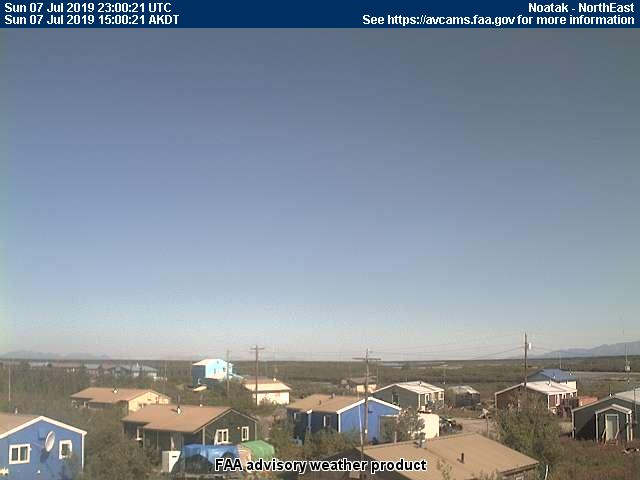 Sun 07 Jul 2019 23:00:21 UTC
Noatak - NorthEast
Sun 07 Jul 2019 15:00:21 AKDT
See https://avcams.faa.gov for more information
FAA advisory weather product